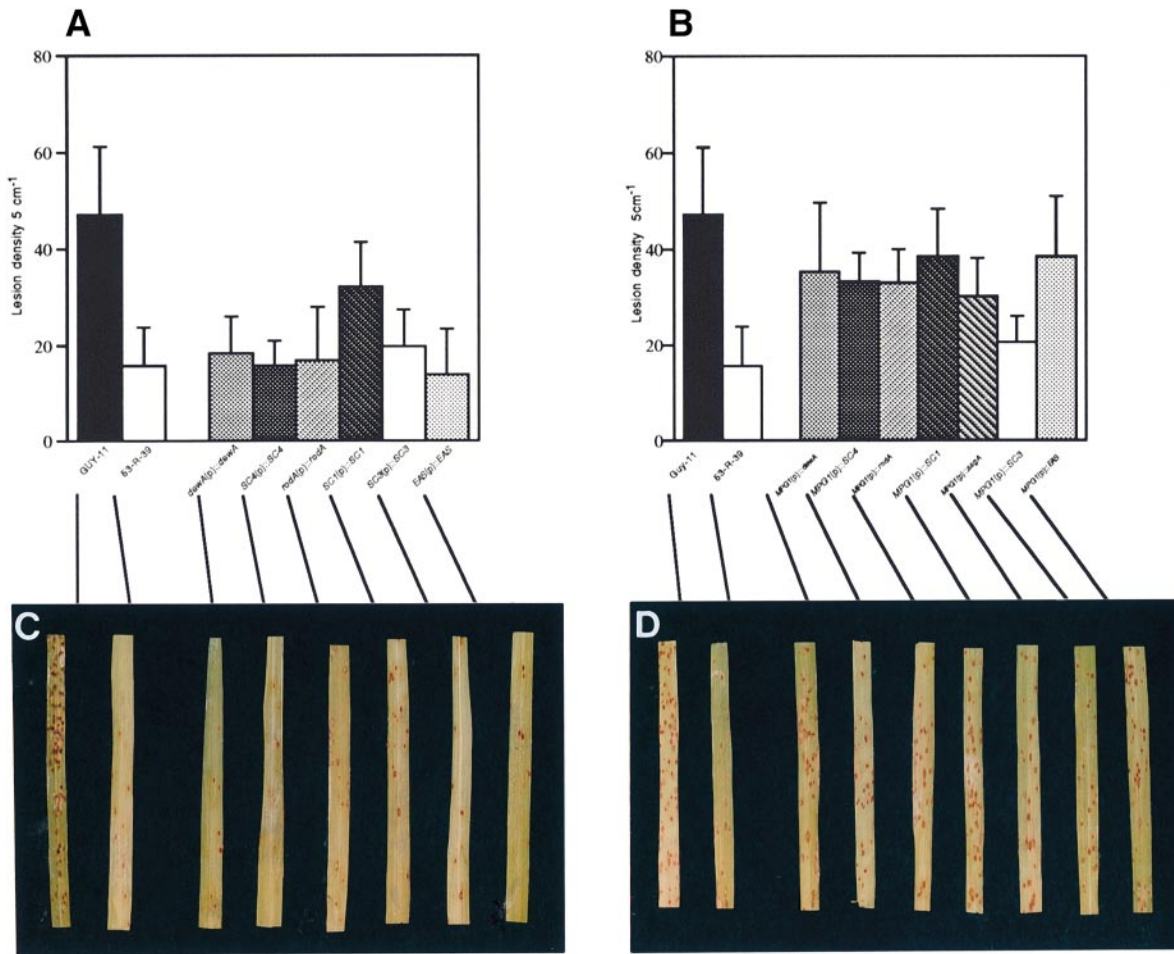 A
80
60
40
20
0
Lesion density 5 cm-1
GUY-11
53-R-39
dewA(p)::dewA
SC4(p)::SC4
rodA(p)::rodA
SC1(p)::SC1
SC3(p)::SC3
EAS(p)::EAS
B
80
60
40
20
0
Lesion density 5cm-1
Guy-11
53-R-39
MPG1(p)::dewA
MPG1(p)::SC4
MPG1(p)::rodA
MPG1(p)::SC1
MPG1(p)::SC3
MPG1(p)::EAS
C
D